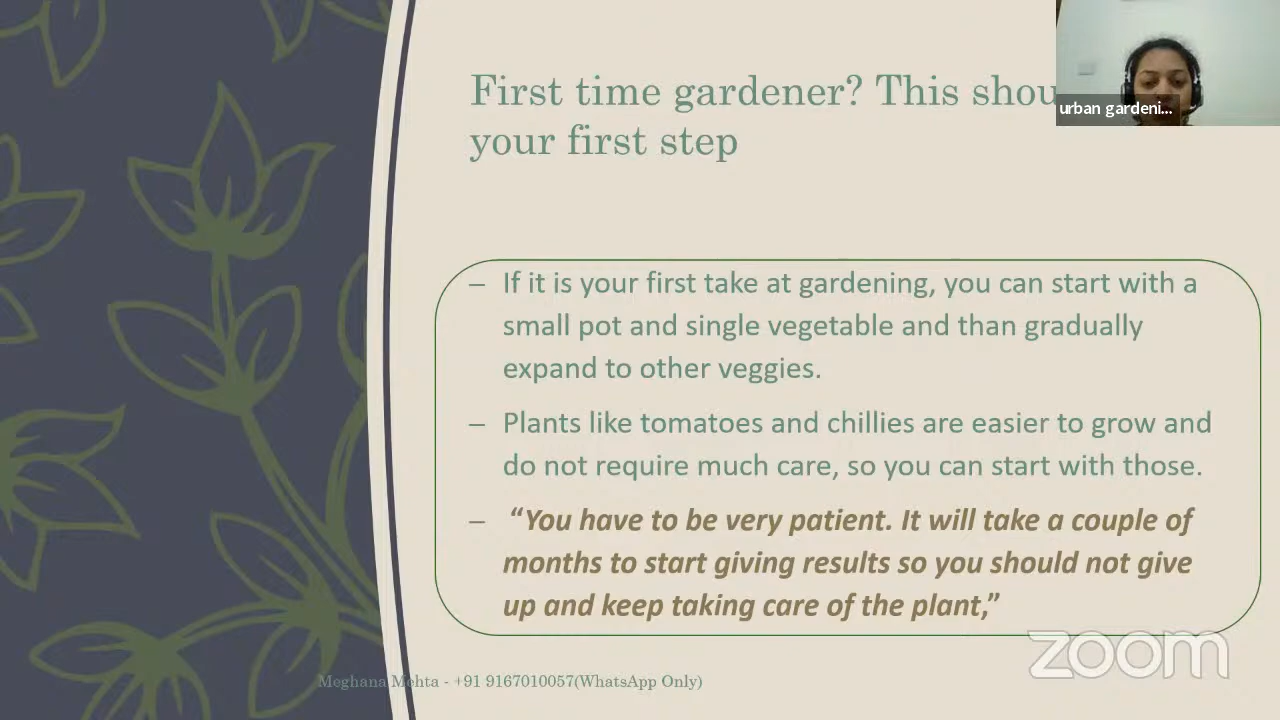 First time gardener? This shou
your first step
urban gardeni...
– If it is your first take at gardening, you can start with a
small pot and single vegetable and than gradually
expand to other veggies.
– Plants like tomatoes and chillies are easier to grow and
do not require much care, so you can start with those.
– “You have to be very patient. It will take a couple of
months to start giving results so you should not give
up and keep taking care of the plant,”
zoom
Meghana Mehta - +91 9167010057(WhatsApp Only)